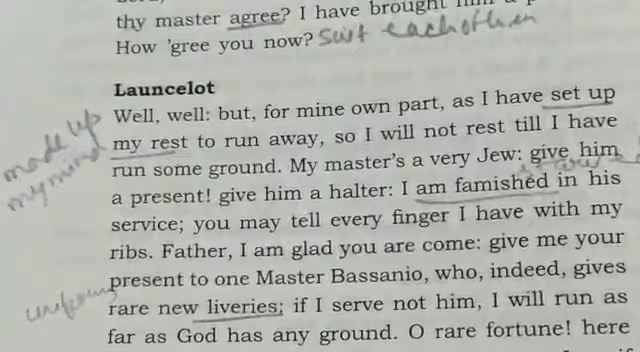 thy master agree? I have brought him a p
How 'gree you now? suit each other
Launcelot
Well, well: but, for mine own part, as I have set up
made up my rest to run away, so I will not rest till I have
my mind run some ground. My master's a very Jew: give him
a present! give him a halter: I am famished in his
service; you may tell every finger I have with my
ribs. Father, I am glad you are come: give me your
present to one Master Bassanio, who, indeed, gives
uniforms rare new liveries; if I serve not him, I will run as
far as God has any ground. O rare fortune! here